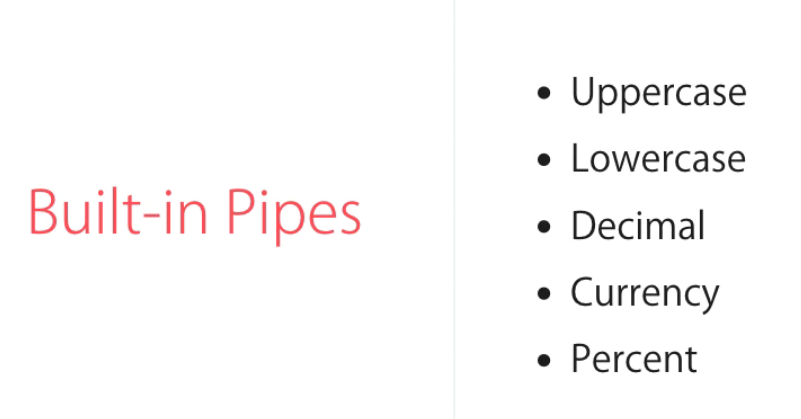 Built-in Pipes
• Uppercase
• Lowercase
• Decimal
• Currency
• Percent